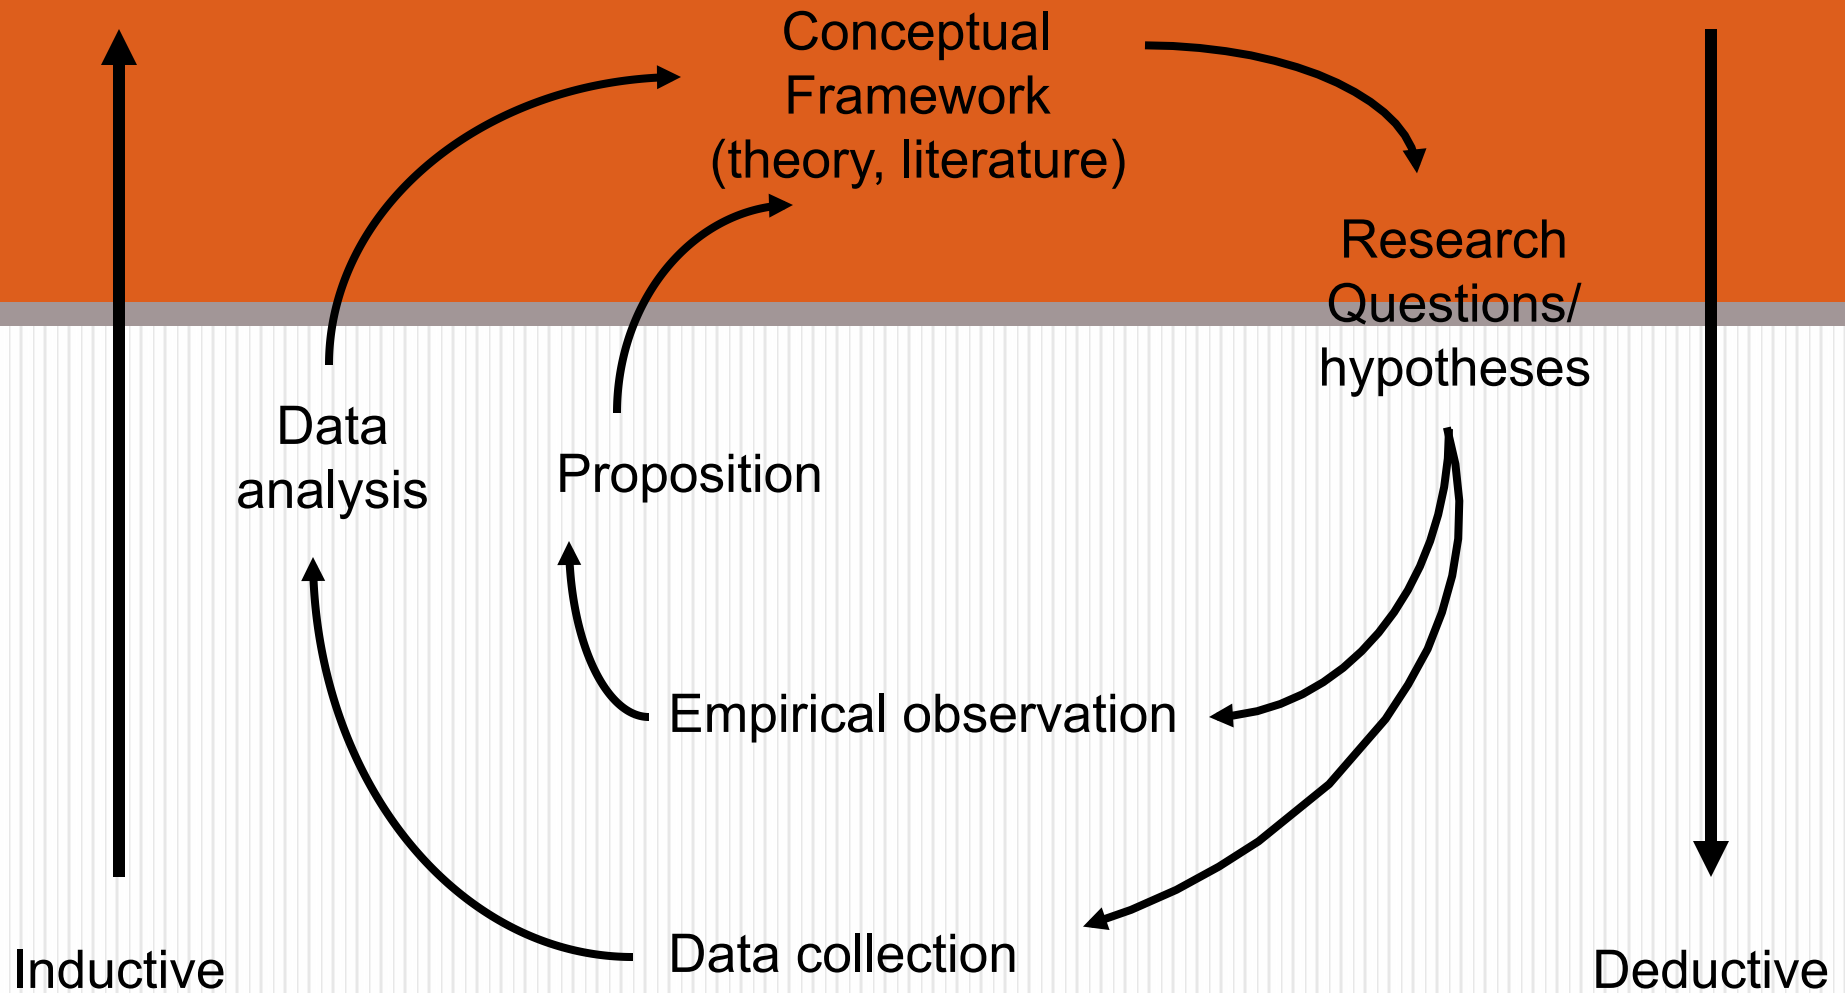 Conceptual
Framework
(theory, literature)
Research
Questions/
hypotheses
Data
analysis
Proposition
Empirical observation
Data collection
Inductive
Deductive